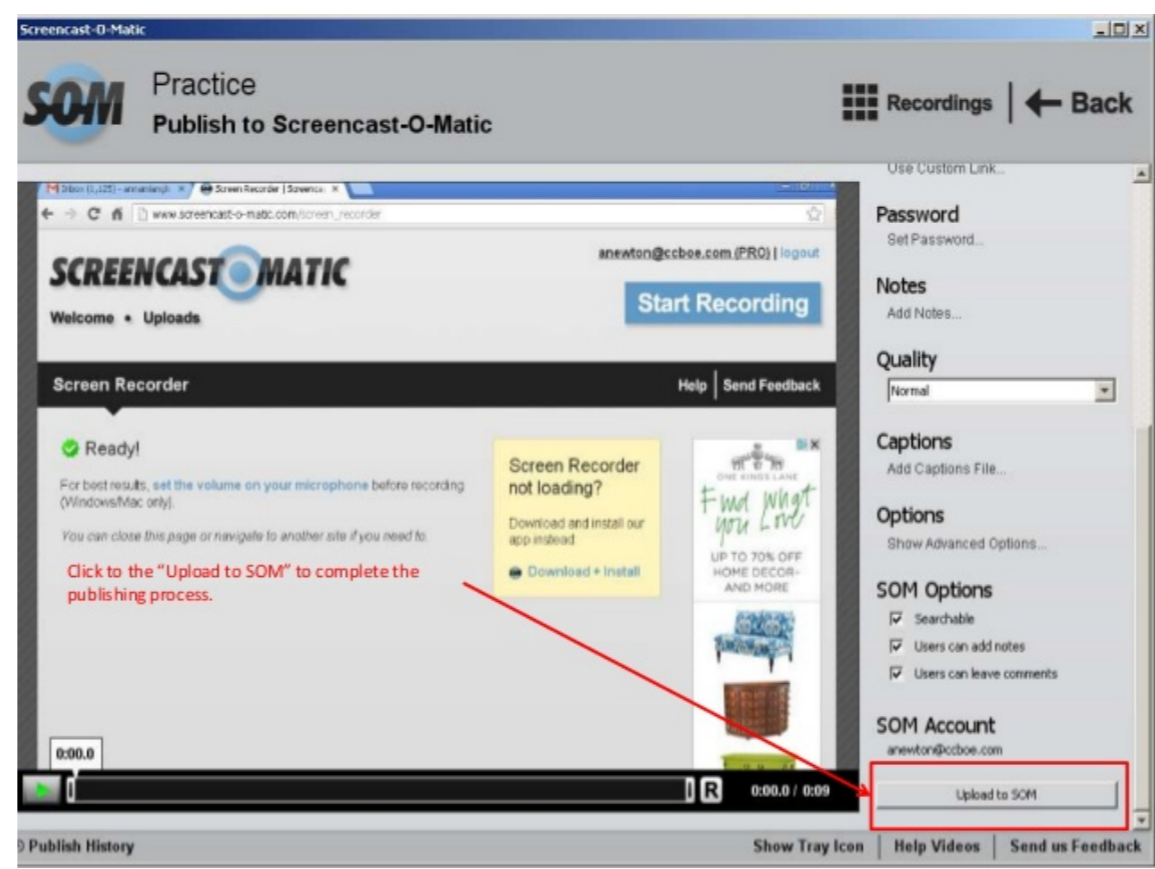 Screencast-O-Matic
SOM
Practice
Publish to Screencast-O-Matic
Recordings
Back
Use Custom Link...
Password
Set Password...
Notes
Add Notes...
Quality
Normal
Captions
Add Captions File...
Options
Show Advanced Options...
SOM Options
Searchable
Users can add notes
Users can leave comments
SOM Account
anewton@ccboe.com
Upload to SOM
Screen Recorder | Screenca
www.screencast-o-matic.com/screen_recorder
SCREENCAST O MATIC
anewton@ccboe.com (PRO) | logout
Start Recording
Welcome • Uploads
Screen Recorder
Help Send Feedback
Ready!
For best results, set the volume on your microphone before recording
(Windows/Mac only).
You can close this page or navigate to another site if you need to.
Click to the “Upload to SOM” to complete the
publishing process.
Screen Recorder
not loading?
Download and install our
app instead
Download + Install
ONE KINGS LANE
Find what
you Love
UP TO 70% OFF
HOME DECOR-
AND MORE
0:00.0
R
0:00.0 / 0:09
Publish History
Show Tray Icon
Help Videos
Send us Feedback